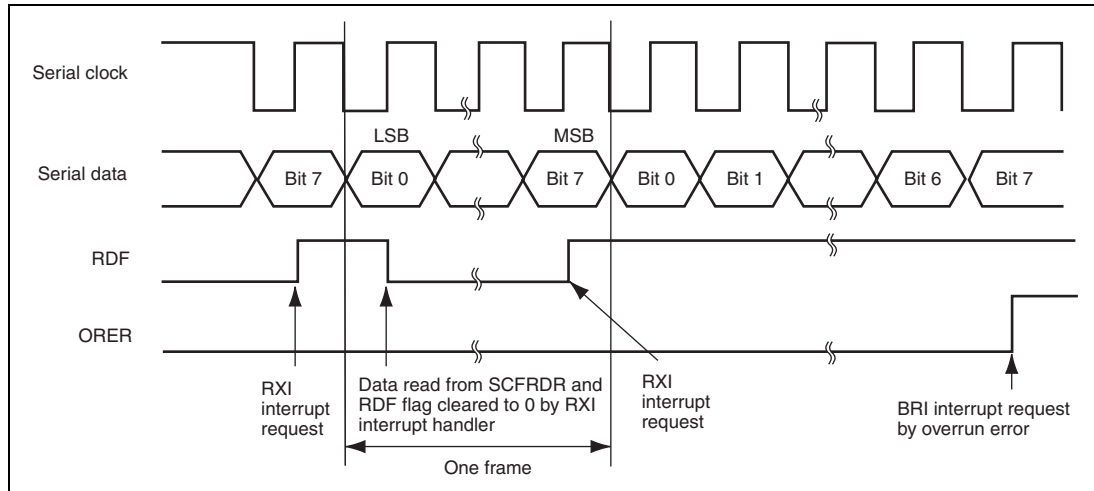 Serial clock
LSB
MSB
Serial data
Bit 7
Bit 0
Bit 7
Bit 0
Bit 1
Bit 6
Bit 7
RDF
ORER
RXI
interrupt
request
Data read from SCFRDR and
RDF flag cleared to 0 by RXI
interrupt handler
RXI
interrupt
request
BRI interrupt request
by overrun error
One frame